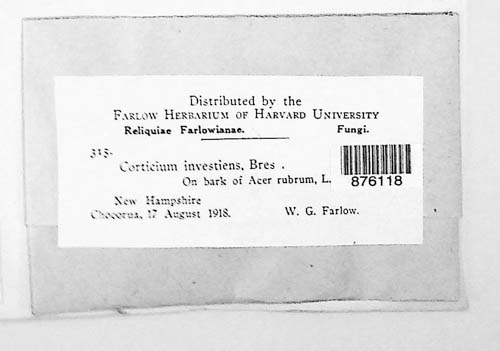 Distributed by the
FARLOW HERBARIUM OF HARVARD UNIVERSITY
Reliquiae Farlowianae. Fungi.
315-
Corticium investiens, Bres .
On bark of Acer rubrum, L.
876118
New Hampshire
Chocorua, 17 August 1918. W. G. Farlow.